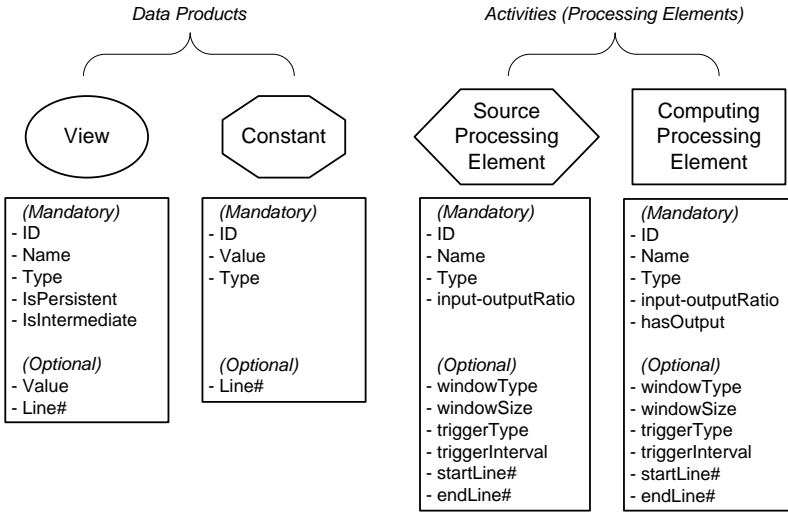 Data Products
Activities (Processing Elements)
View
Constant
Source
Processing
Element
Computing
Processing
Element
(Mandatory)
- ID
- Name
- Type
- IsPersistent
- IsIntermediate
(Optional)
- Value
- Line#
(Mandatory)
- ID
- Value
- Type
(Optional)
- Line#
(Mandatory)
- ID
- Name
- Type
- input-outputRatio
(Optional)
- windowType
- windowSize
- triggerType
- triggerInterval
- startLine#
- endLine#
(Mandatory)
- ID
- Name
- Type
- input-outputRatio
- hasOutput
(Optional)
- windowType
- windowSize
- triggerType
- triggerInterval
- startLine#
- endLine#